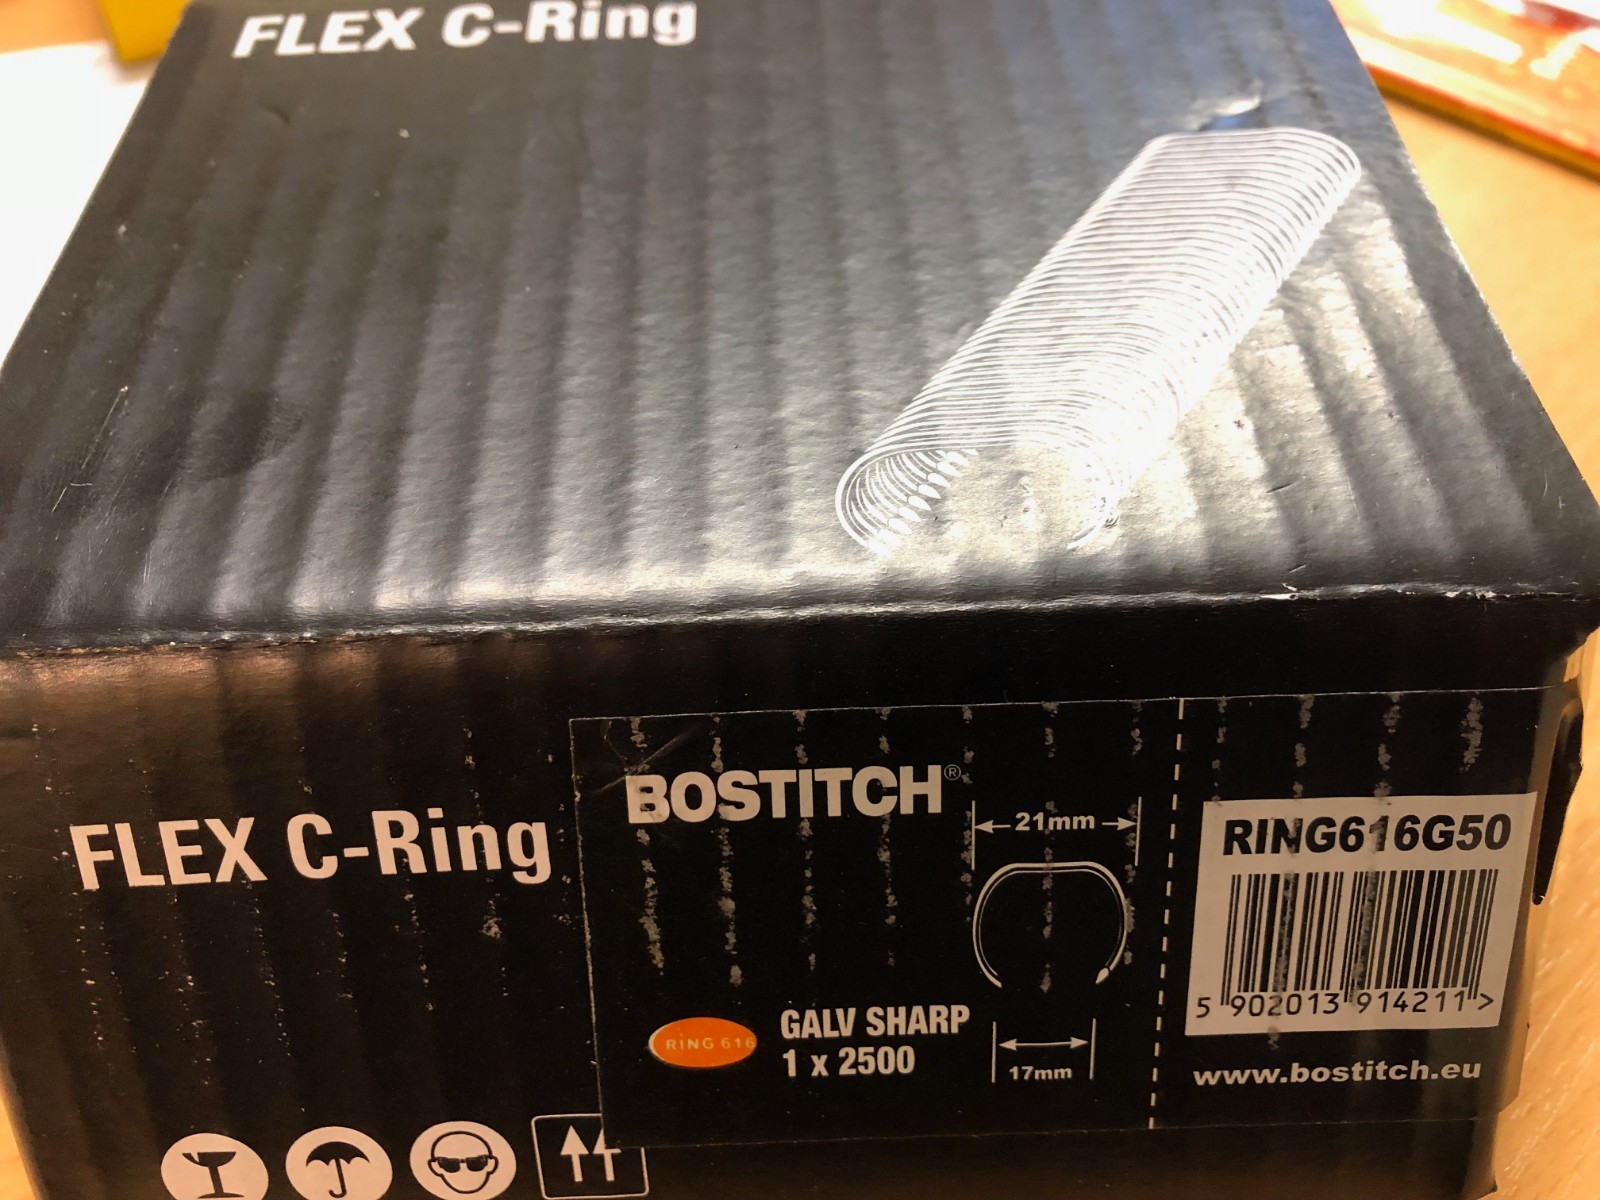 FLEX C-Ring
FLEX C-Ring
BOSTITCH®
21mm
RING 616
GALV SHARP
1 x 2500
17mm
RING616G50
5 902013 914211 >
www.bostitch.eu